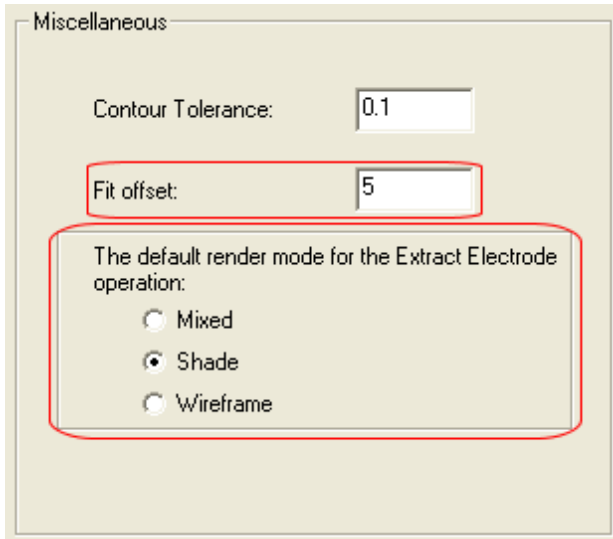 Miscellaneous
Contour Tolerance: 0.1
Fit offset: 5
The default render mode for the Extract Electrode
operation:
Mixed
Shade
Wireframe